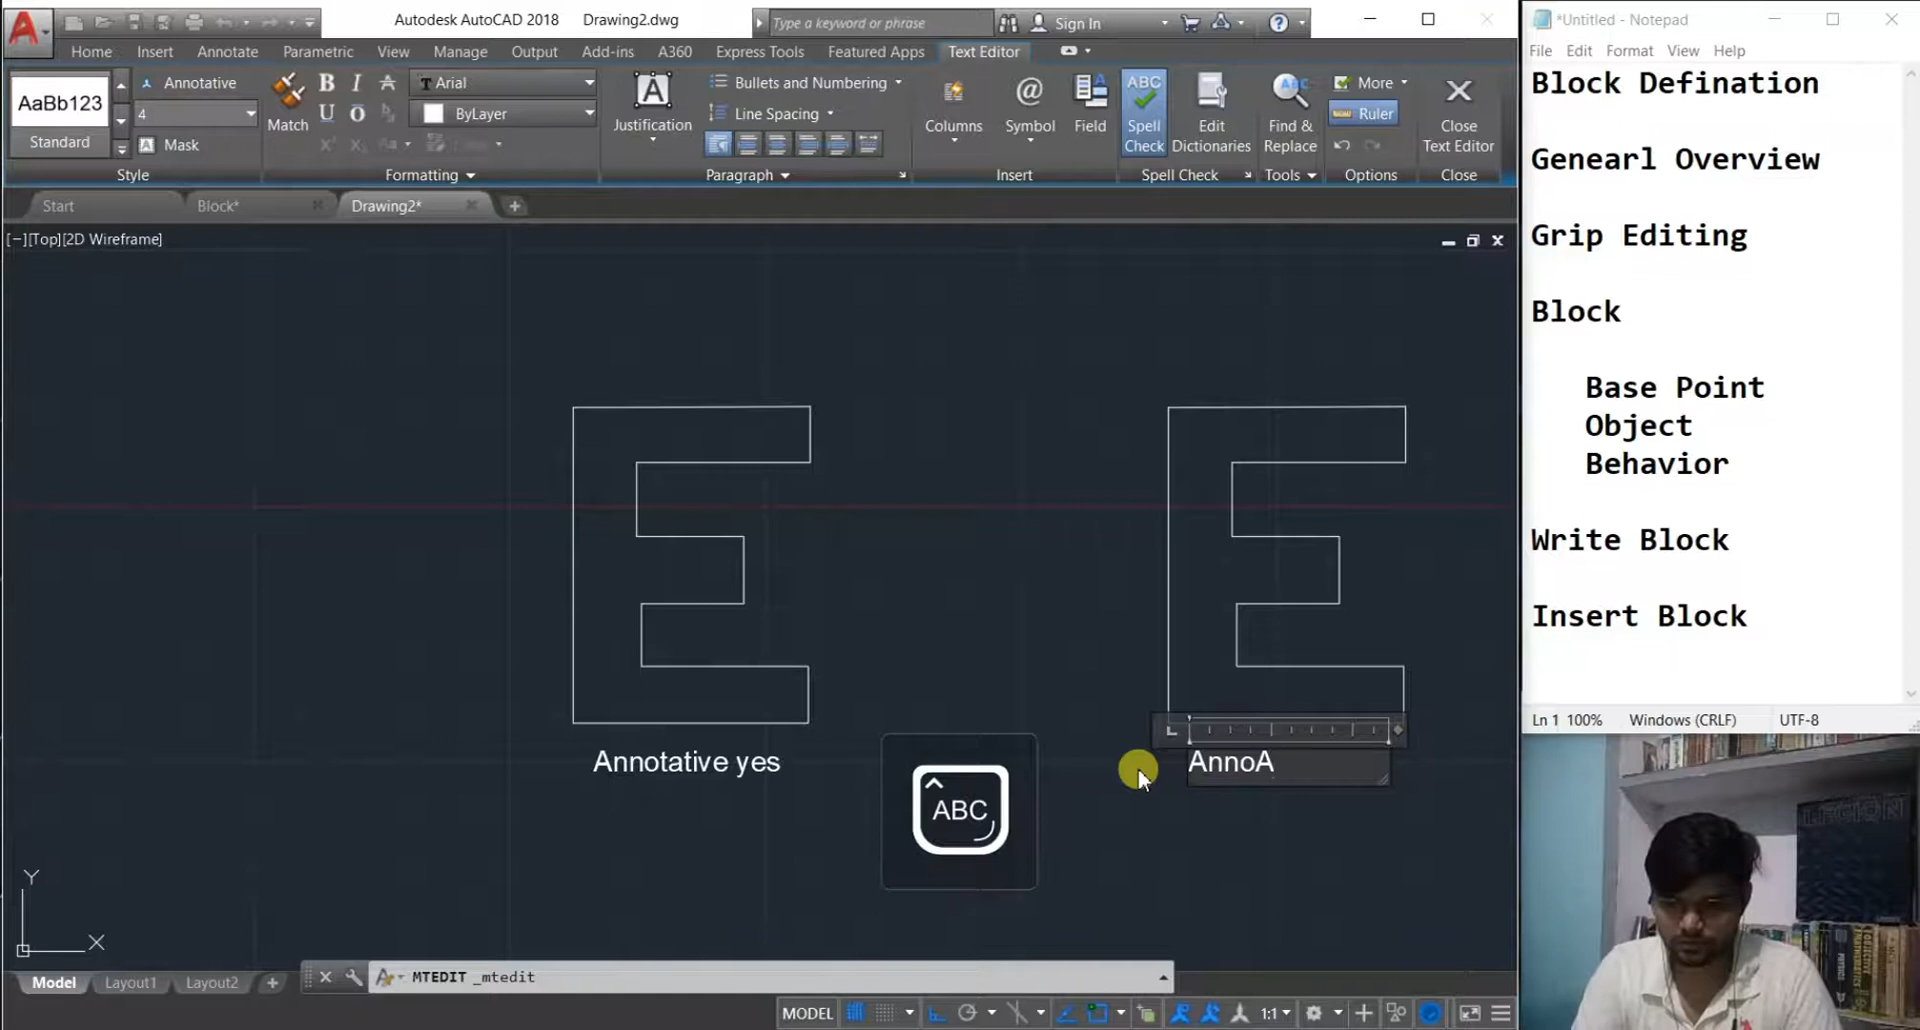 Autodesk AutoCAD 2018 Drawing2.dwg
Type a keyword or phrase
Sign In
Home Insert Annotate Parametric View Manage Output Add-ins A360 Express Tools Featured Apps Text Editor
AaBb123
Standard
Annotative
4
Mask
Style
Match
B I A
U O
Arial
ByLayer
Formatting
A
Justification
Bullets and Numbering
Line Spacing
Paragraph
Columns
@
Symbol
Field
Insert
ABC
Spell
Check
Edit
Dictionaries
Spell Check
Find &
Replace
Tools
More
Ruler
Options
Close
Text Editor
Close
Start Block* Drawing2* +
[−][Top][2D Wireframe]
Annotative yes
AnnoA
ABC
Y
X
Model Layout1 Layout2 +
MTEDIT _mtedit
MODEL
1:1
*Untitled - Notepad
File Edit Format View Help
Block Defination
Genearl Overview
Grip Editing
Block
Base Point
Object
Behavior
Write Block
Insert Block
Ln 1 100% Windows (CRLF) UTF-8